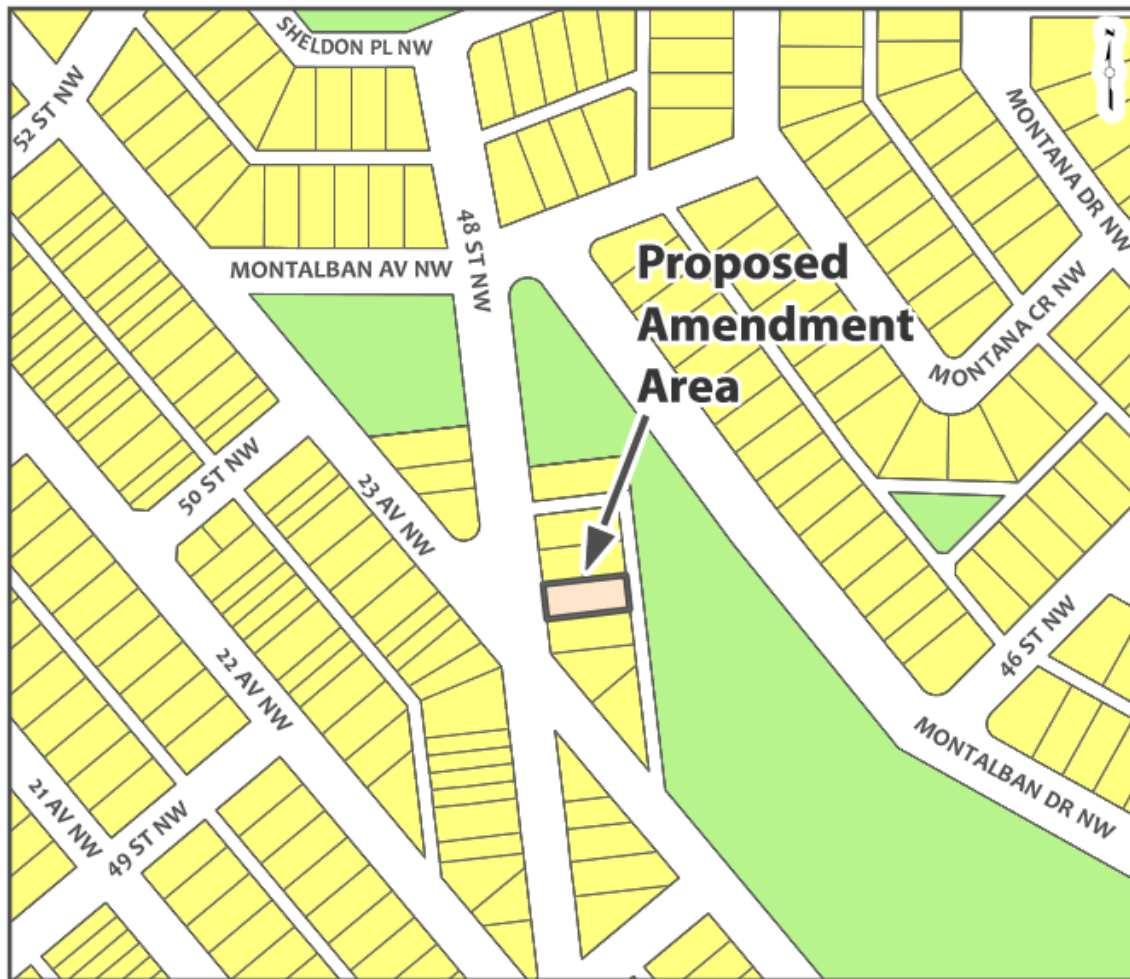 SHELDON PL NW
52 ST NW
MONTANA DR NW
48 ST NW
MONTALBAN AV NW
Proposed
Amendment
Area
MONTANA CR NW
50 ST NW
23 AV NW
46 ST NW
22 AV NW
MONTALBAN DR NW
21 AV NW
49 ST NW